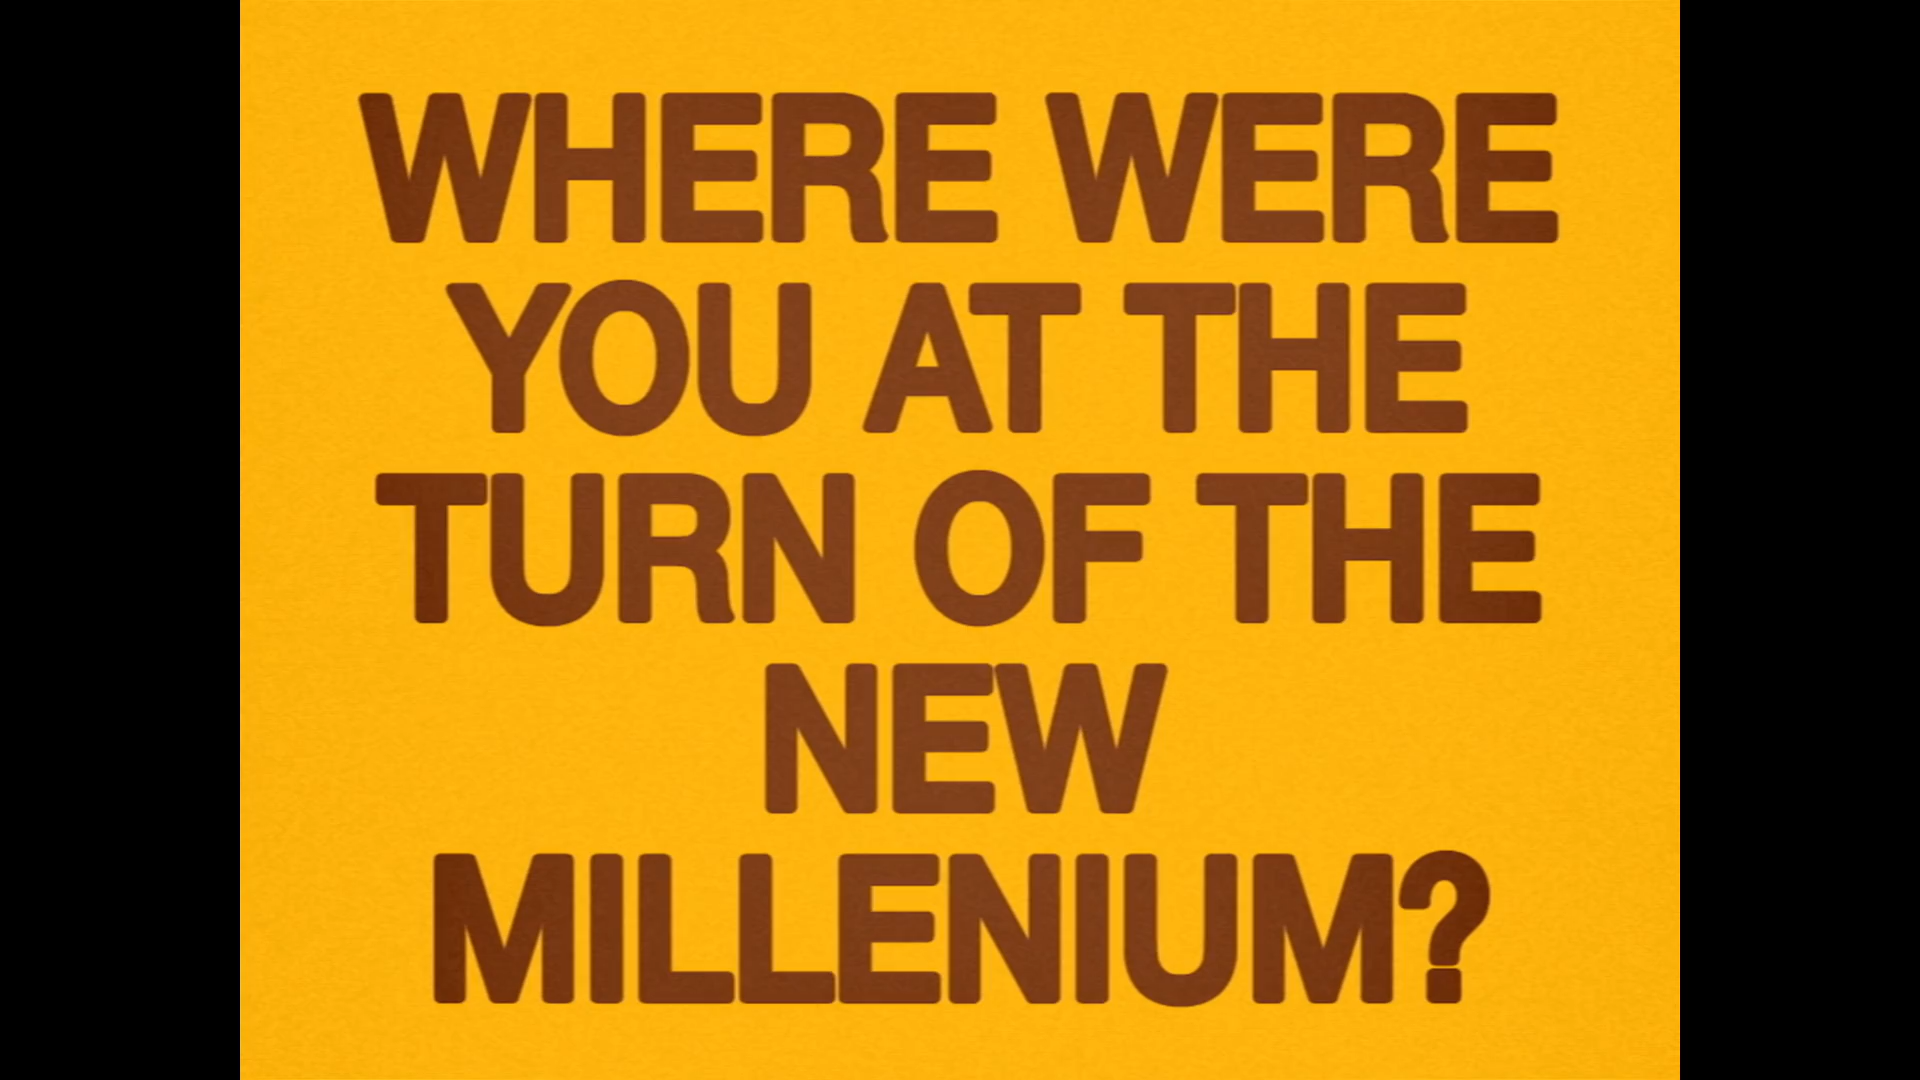 WHERE WERE
YOU AT THE
TURN OF THE
NEW
MILLENIUM?